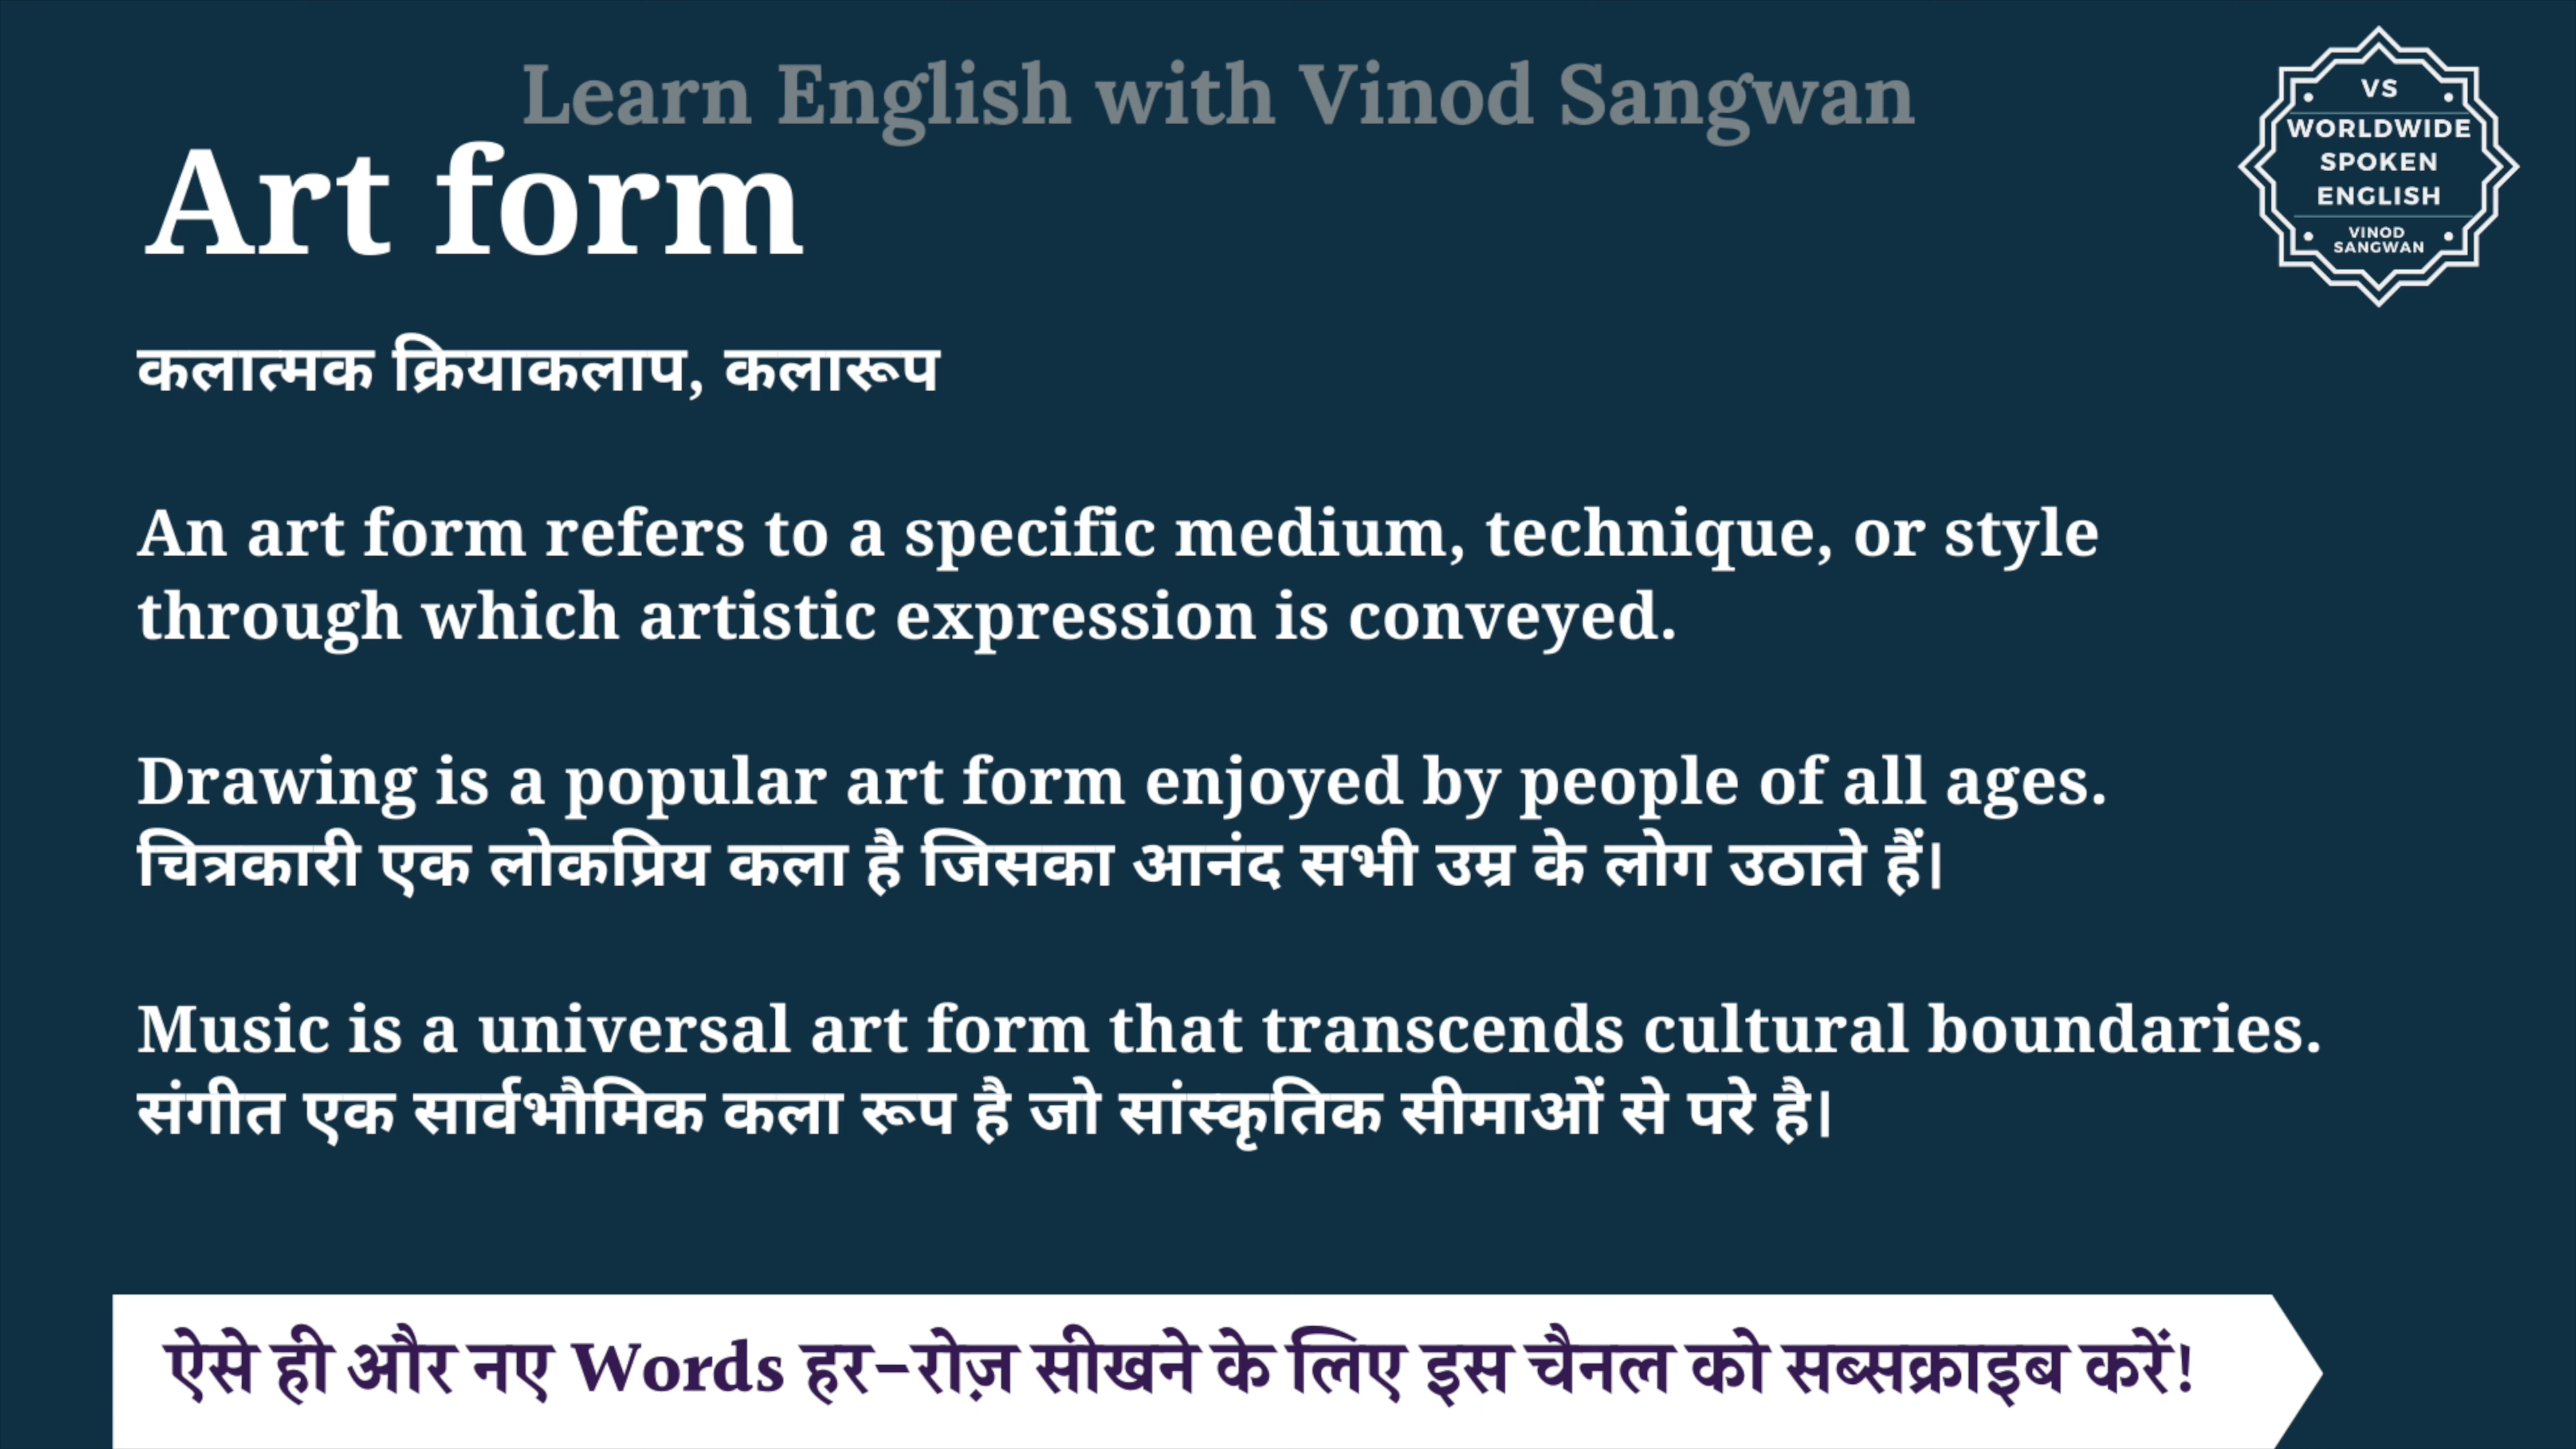 Learn English with Vinod Sangwan
VS
WORLDWIDE
SPOKEN
ENGLISH
VINOD
SANGWAN
Art form
कलात्मक क्रियाकलाप, कलारूप
An art form refers to a specific medium, technique, or style
through which artistic expression is conveyed.
Drawing is a popular art form enjoyed by people of all ages.
चित्रकारी एक लोकप्रिय कला है जिसका आनंद सभी उम्र के लोग उठाते हैं।
Music is a universal art form that transcends cultural boundaries.
संगीत एक सार्वभौमिक कला रूप है जो सांस्कृतिक सीमाओं से परे है।
ऐसे ही और नए Words हर-रोज़ सीखने के लिए इस चैनल को सब्सक्राइब करें!